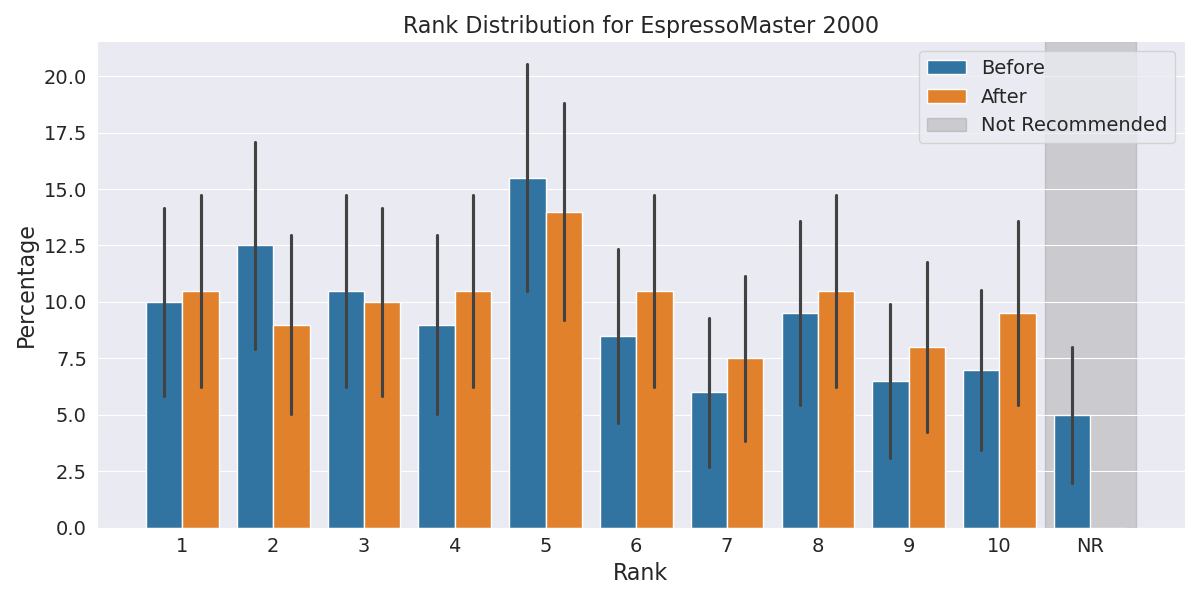 Rank Distribution for EspressoMaster 2000
Before
After
Not Recommended
Percentage
20.0
17.5
15.0
12.5
10.0
7.5
5.0
2.5
0.0
1 2 3 4 5 6 7 8 9 10 NR
Rank